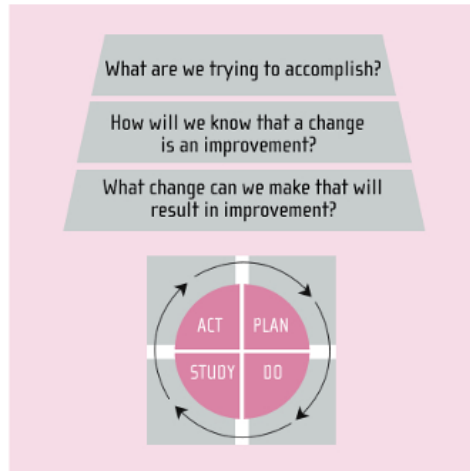 What are we trying to accomplish?
How will we know that a change
is an improvement?
What change can we make that will
result in improvement?
ACT
PLAN
STUDY
DO